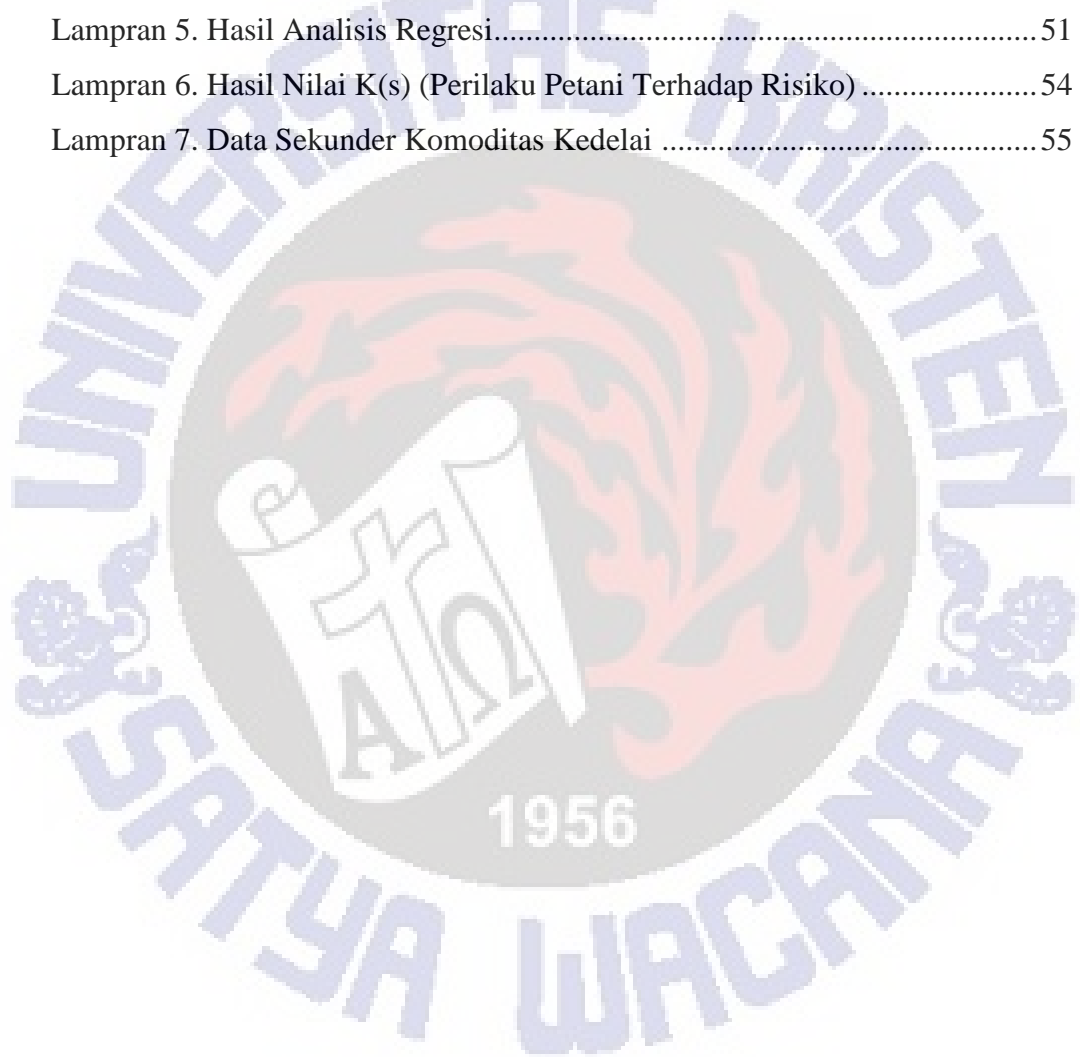 Lampran 5. Hasil Analisis Regresi.................................................................... 51
Lampran 6. Hasil Nilai K(s) (Perilaku Petani Terhadap Risiko) ...................... 54
Lampran 7. Data Sekunder Komoditas Kedelai ............................................... 55
UNIVERSITAS KRISTEN
Α Ω
1956
SATYA WACANA